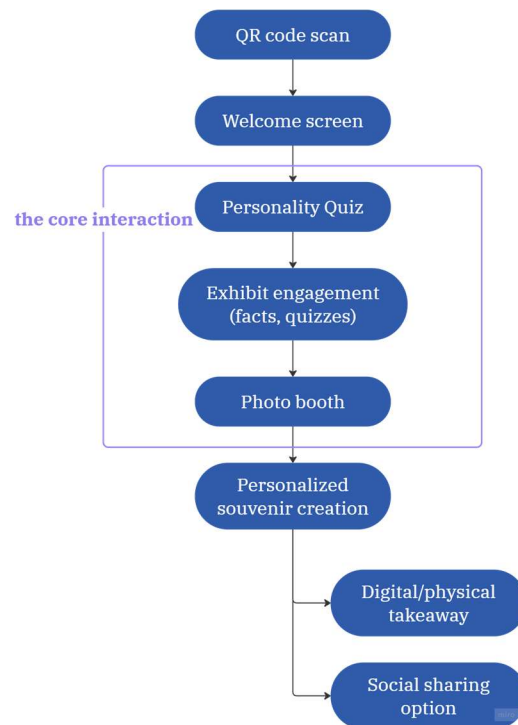 QR code scan
Welcome screen
the core interaction
Personality Quiz
Exhibit engagement
(facts, quizzes)
Photo booth
Personalized
souvenir creation
Digital/physical
takeaway
Social sharing
option
miro